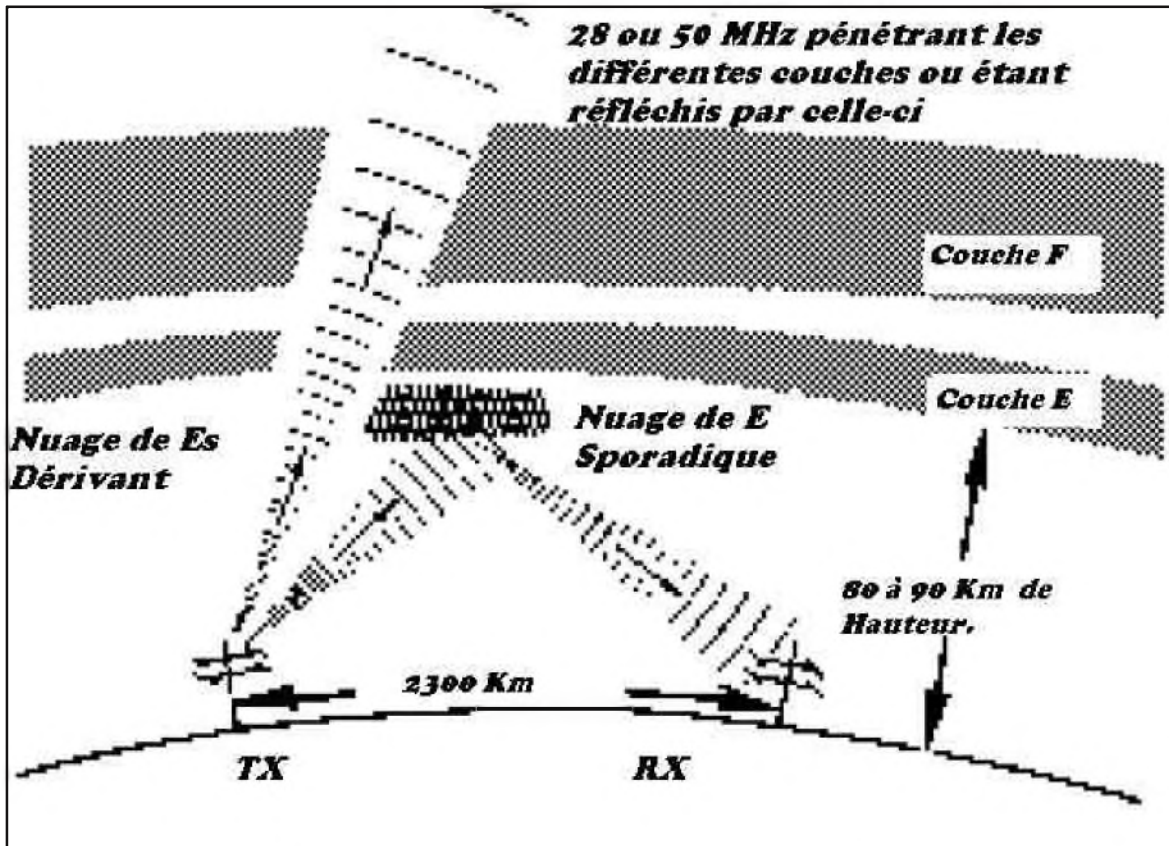 28 ou 50 MHz pénétrant les
différentes couches ou étant
réfléchis par celle-ci
Couche F
Couche E
Nuage de Es
Dérivant
Nuage de E
Sporadique
80 à 90 Km de
Hauteur.
2300 Km
TX
RX